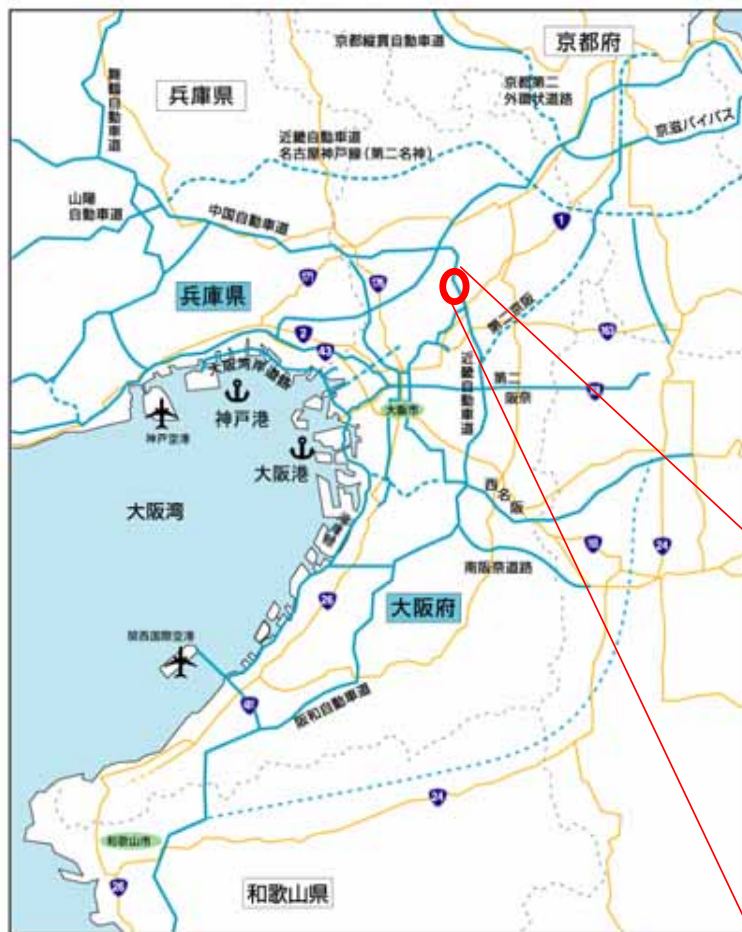 京都縦貫自動車道
京都府
舞鶴自動車道
兵庫県
京都第二
外環状道路
京滋バイパス
近畿自動車道
名古屋神戸線(第二名神)
山陽
自動車道
中国自動車道
1
171
176
兵庫県
第二京阪
163
2
43
大阪湾岸道路
近畿自動車道
第二
阪奈
大阪市
神戸港
神戸空港
大阪港
西名阪
大阪湾
24
南阪奈道路
26
大阪府
関西国際空港
阪和自動車道
24
和歌山市
26
和歌山県